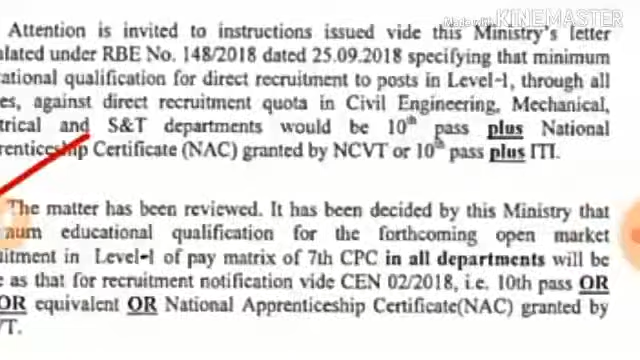 Made with KINEMASTER
Attention is invited to instructions issued vide this Ministry's letter
ulated under RBE No. 148/2018 dated 25.09.2018 specifying that minimum
ational qualification for direct recruitment to posts in Level-1, through all
es, against direct recruitment quota in Civil Engineering, Mechanical,
trical and S&T departments would be 10th pass plus National
renticeship Certificate (NAC) granted by NCVT or 10th pass plus ITI.
The matter has been reviewed. It has been decided by this Ministry that
num educational qualification for the forthcoming open market
uitment in Level-1 of pay matrix of 7th CPC in all departments will be
e as that for recruitment notification vide CEN 02/2018, i.e. 10th pass OR
OR equivalent OR National Apprenticeship Certificate(NAC) granted by
VT.